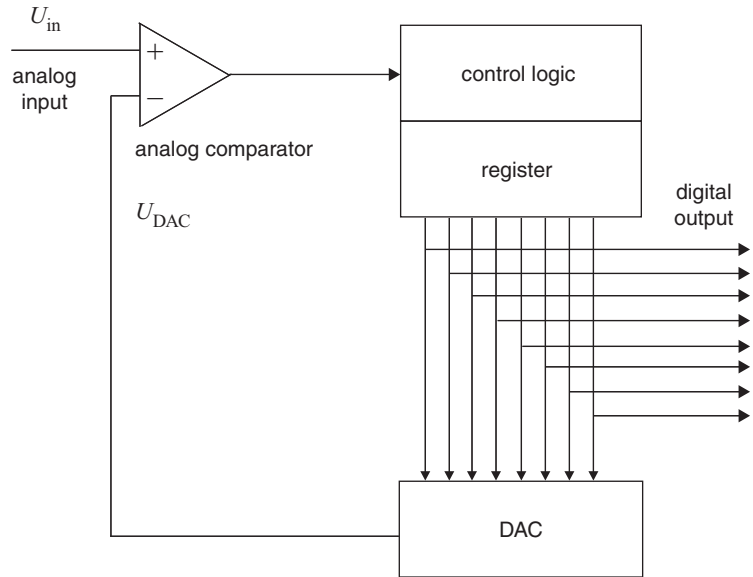 U_in
analog
input
+
−
analog comparator
control logic
register
U_DAC
digital
output
DAC